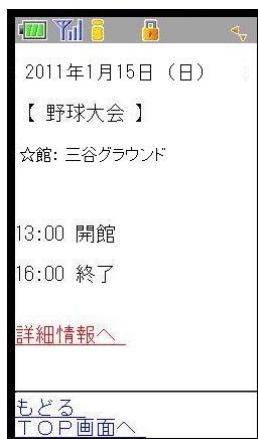 2011年1月15日（日）
【 野球大会 】
☆館: 三谷グラウンド
13:00 開館
16:00 終了
詳細情報へ
もどる
ＴＯＰ画面へ